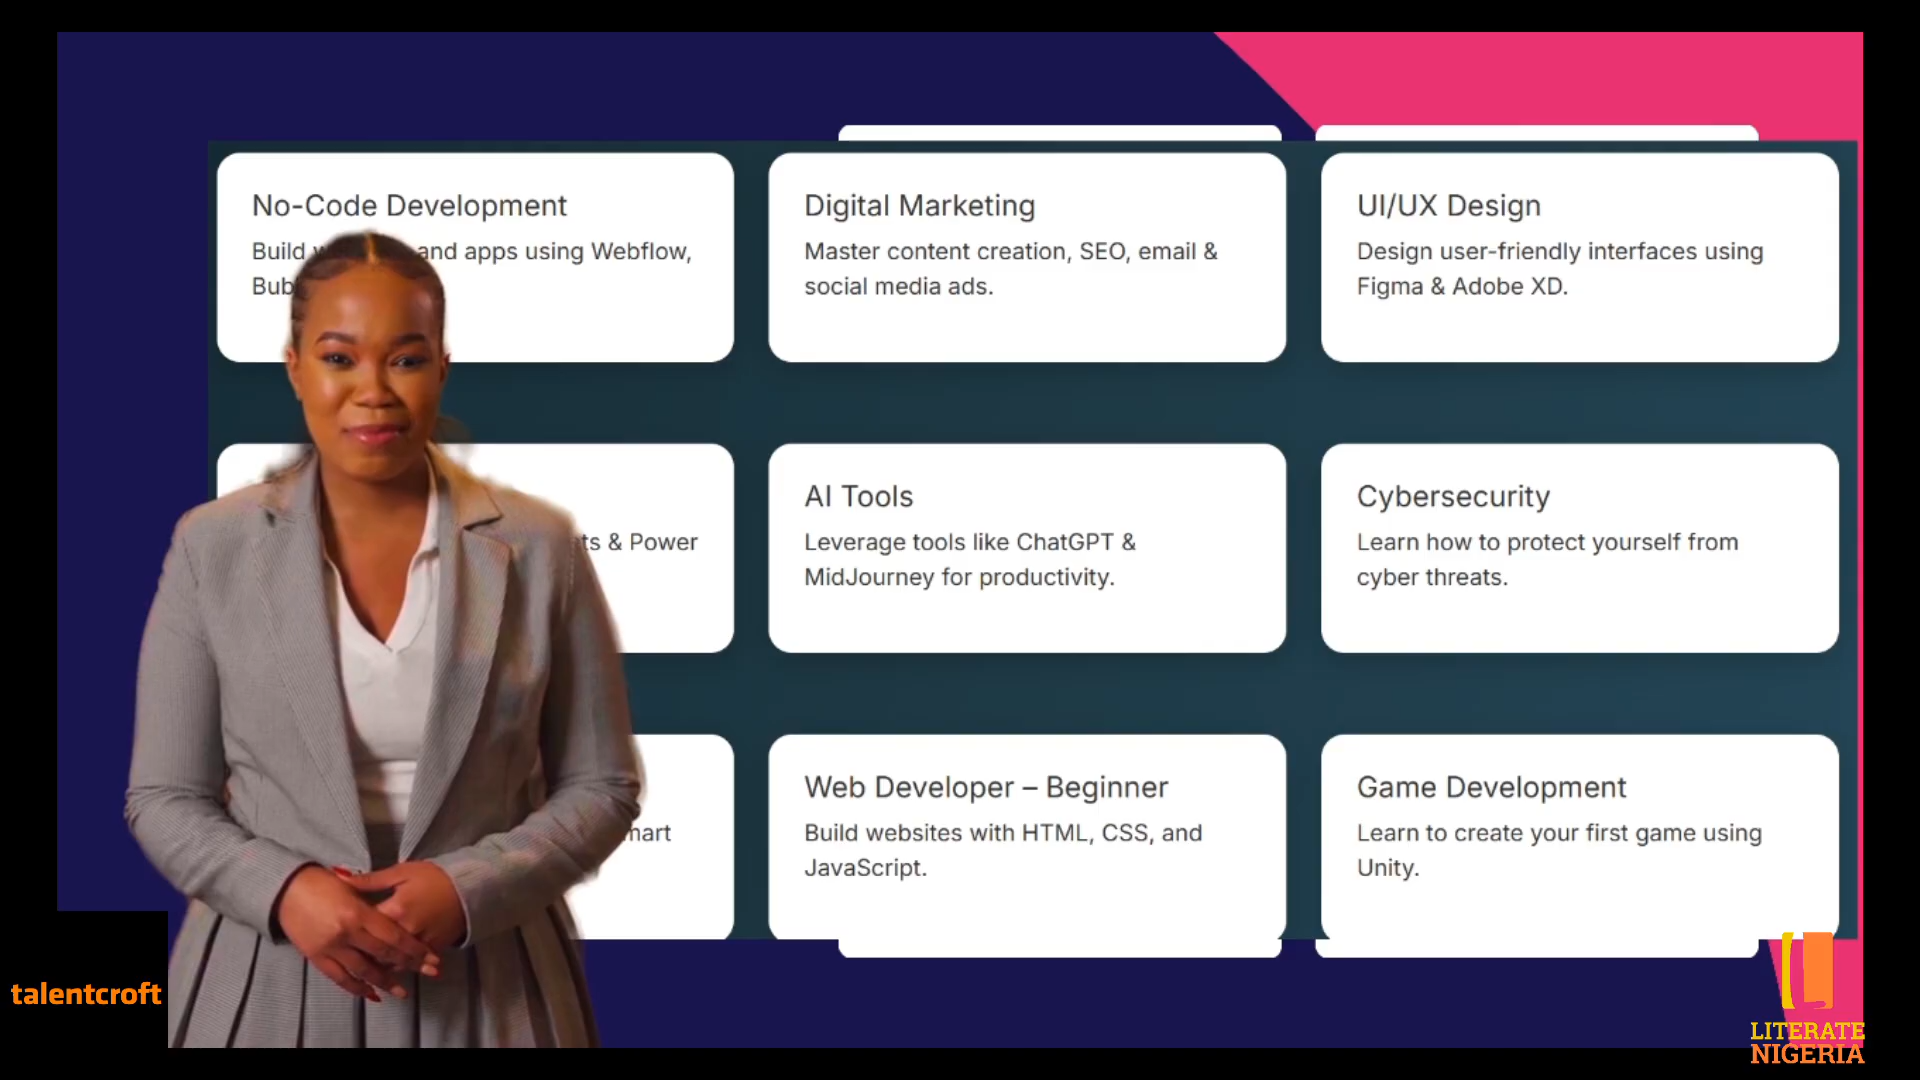 No-Code Development
Build and apps using Webflow,
Digital Marketing
Master content creation, SEO, email &
social media ads.
UI/UX Design
Design user-friendly interfaces using
Figma & Adobe XD.
& Power
AI Tools
Leverage tools like ChatGPT &
MidJourney for productivity.
Cybersecurity
Learn how to protect yourself from
cyber threats.
Web Developer – Beginner
Build websites with HTML, CSS, and
JavaScript.
Game Development
Learn to create your first game using
Unity.
talentcroft
LITERATE
NIGERIA